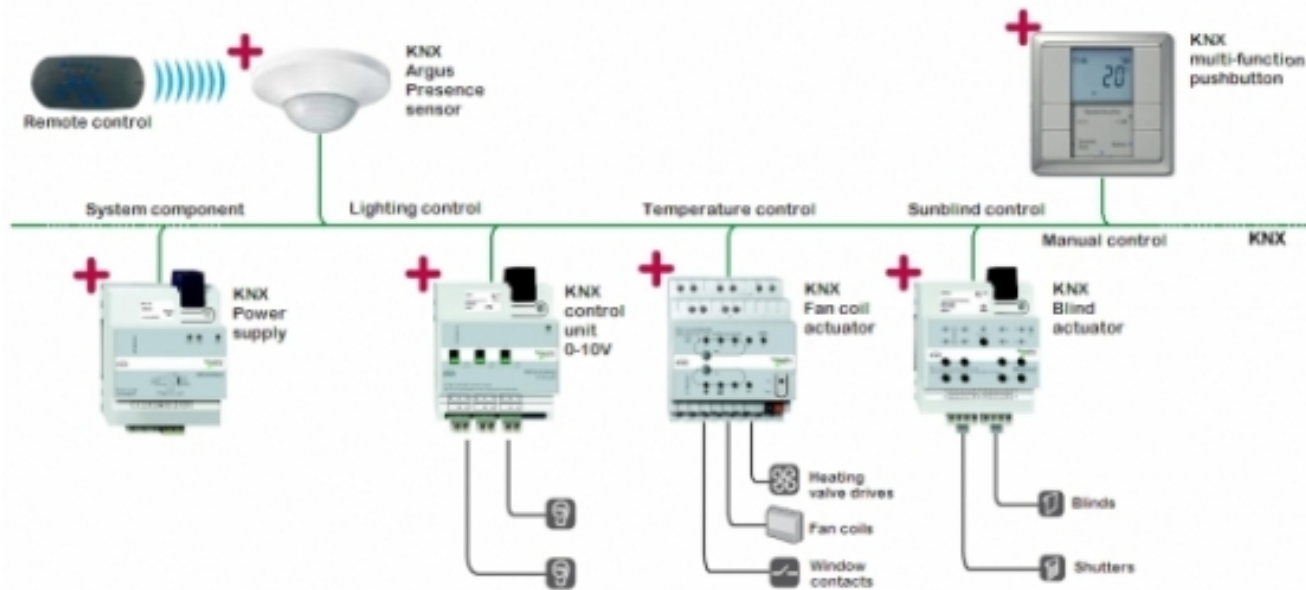 KNX
Argus
Presence
sensor
Remote control
KNX
multi-function
pushbutton
20
System component
Lighting control
Temperature control
Sunblind control
Manual control
KNX
KNX
Power
supply
KNX
control
unit
0-10V
KNX
Fan coil
actuator
KNX
Blind
actuator
Heating
valve drives
Fan coils
Window
contacts
Blinds
Shutters